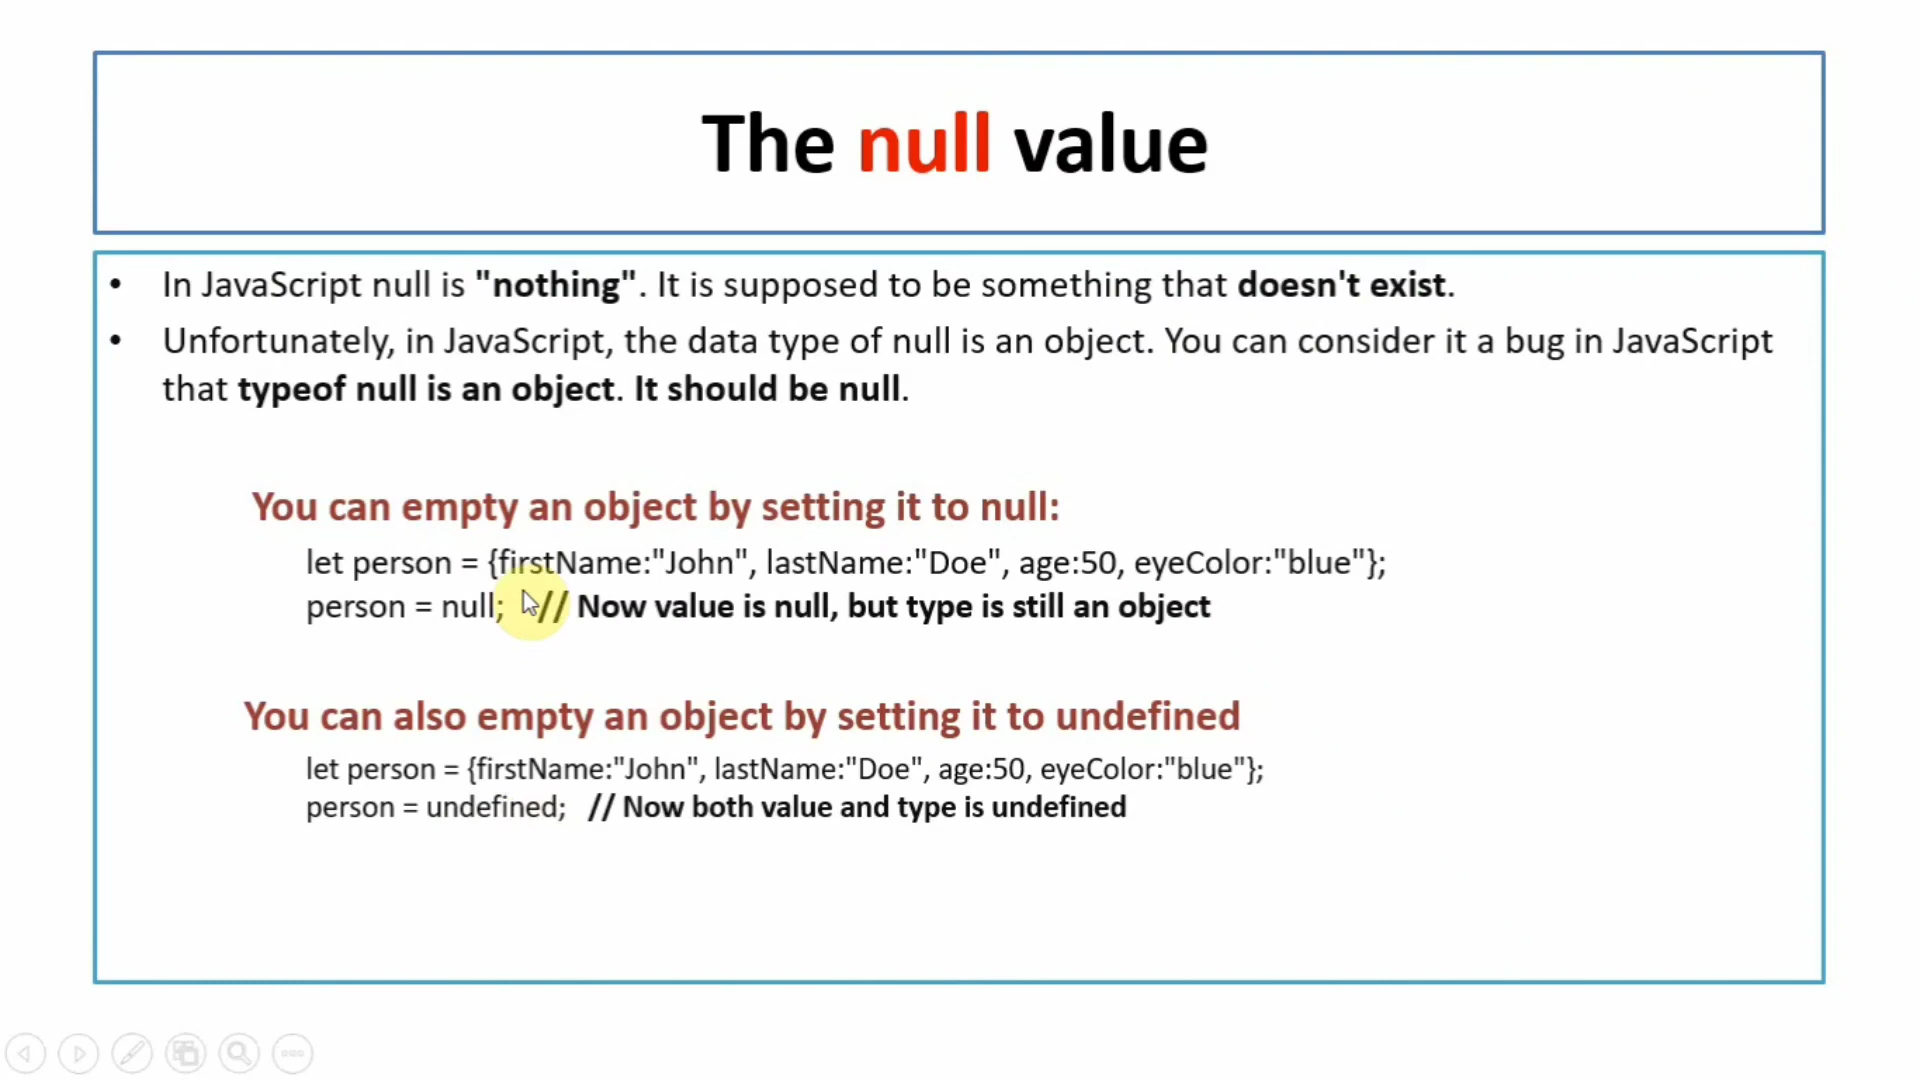 The null value
• In JavaScript null is "nothing". It is supposed to be something that doesn't exist.
• Unfortunately, in JavaScript, the data type of null is an object. You can consider it a bug in JavaScript
that typeof null is an object. It should be null.
You can empty an object by setting it to null:
let person = {firstName:"John", lastName:"Doe", age:50, eyeColor:"blue"};
person = null; // Now value is null, but type is still an object
You can also empty an object by setting it to undefined
let person = {firstName:"John", lastName:"Doe", age:50, eyeColor:"blue"};
person = undefined; // Now both value and type is undefined